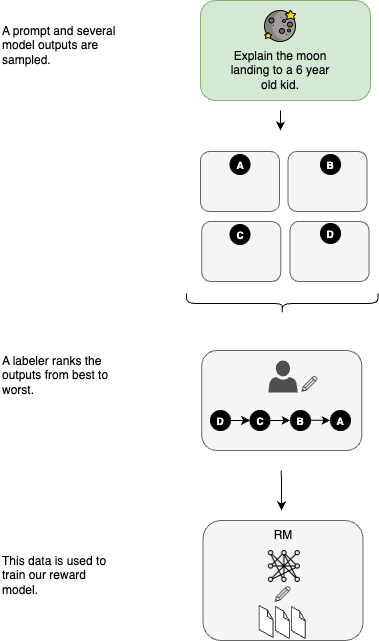 A prompt and several
model outputs are
sampled.
Explain the moon
landing to a 6 year
old kid.
A
B
C
D
A labeler ranks the
outputs from best to
worst.
D C B A
RM
This data is used to
train our reward
model.